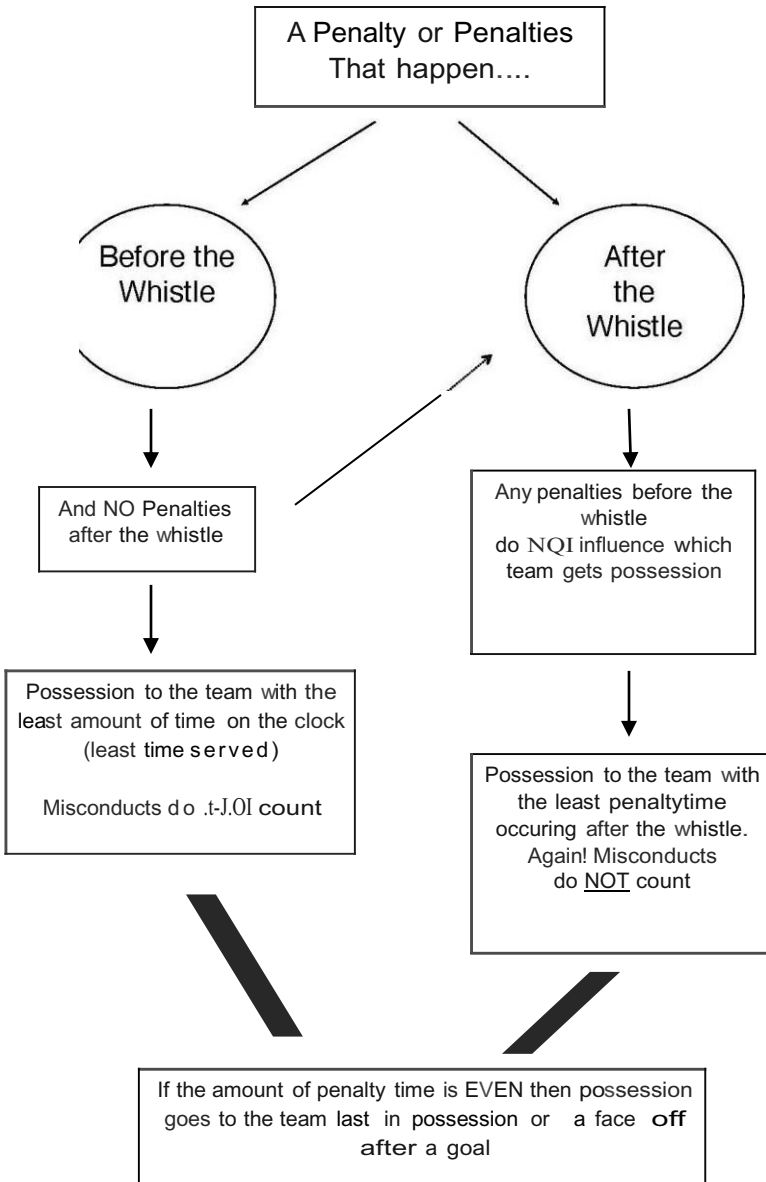 A Penalty or Penalties
That happen....
Before the
Whistle
After
the
Whistle
And NO Penalties
after the whistle
Any penalties before the
whistle
do NQI influence which
team gets possession
Possession to the team with the
least amount of time on the clock
(least time served)
Misconducts do .t-J.OI count
Possession to the team with
the least penaltytime
occuring after the whistle.
Again! Misconducts
do NOT count
If the amount of penalty time is EVEN then possession
goes to the team last in possession or a face off
after a goal